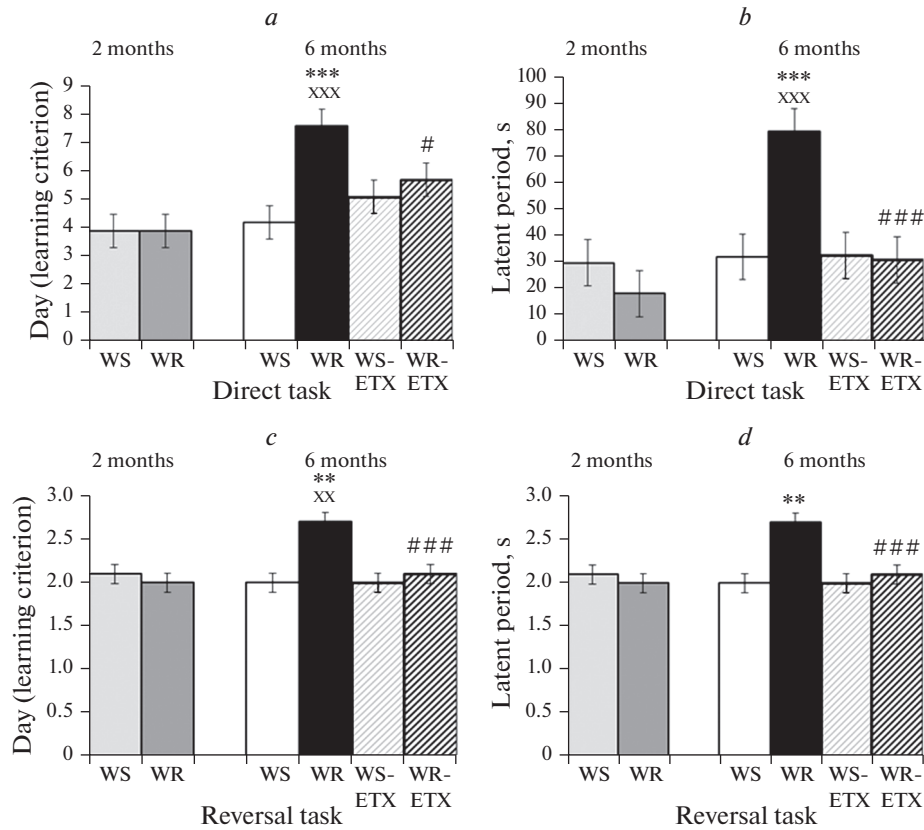 a
2 months 6 months
Day (learning criterion)
9
8
7
6
5
4
3
2
1
0
***
xxx
#
WS WR WS WR WS-ETX WR-ETX
Direct task
b
2 months 6 months
Latent period, s
100
90
80
70
60
50
40
30
20
10
0
***
xxx
###
WS WR WS WR WS-ETX WR-ETX
Direct task
c
2 months 6 months
Day (learning criterion)
3.0
2.5
2.0
1.5
1.0
0.5
0
**
xx
###
WS WR WS WR WS-ETX WR-ETX
Reversal task
d
2 months 6 months
Latent period, s
3.0
2.5
2.0
1.5
1.0
0.5
0
**
###
WS WR WS WR WS-ETX WR-ETX
Reversal task